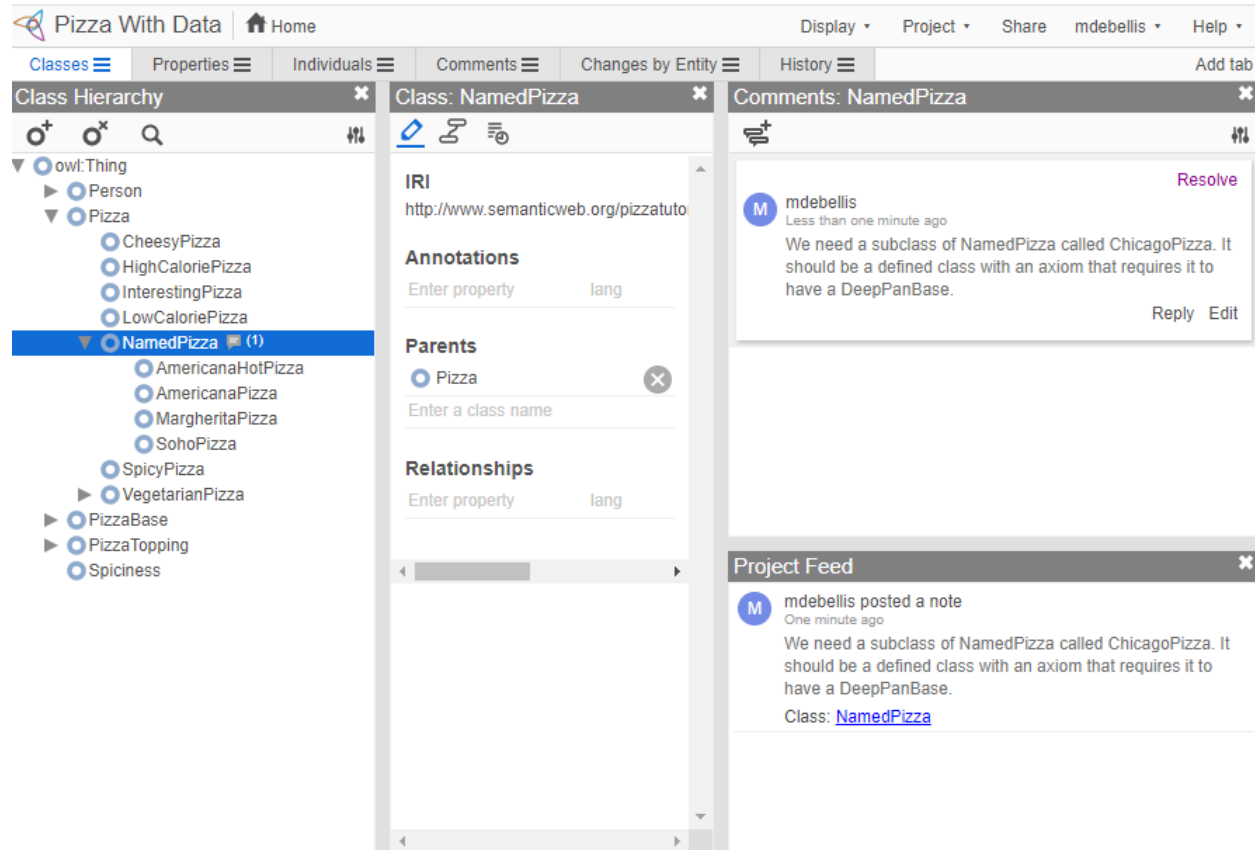 Pizza With Data Home Display Project Share mdebellis Help
Classes Properties Individuals Comments Changes by Entity History Add tab
Class Hierarchy
owl:Thing
Person
Pizza
CheesyPizza
HighCaloriePizza
InterestingPizza
LowCaloriePizza
NamedPizza (1)
AmericanaHotPizza
AmericanaPizza
MargheritaPizza
SohoPizza
SpicyPizza
VegetarianPizza
PizzaBase
PizzaTopping
Spiciness
Class: NamedPizza
IRI
http://www.semanticweb.org/pizzatuto
Annotations
Enter property lang
Parents
Pizza
Enter a class name
Relationships
Enter property lang
Comments: NamedPizza
Resolve
M mdebellis
Less than one minute ago
We need a subclass of NamedPizza called ChicagoPizza. It
should be a defined class with an axiom that requires it to
have a DeepPanBase.
Reply Edit
Project Feed
M mdebellis posted a note
One minute ago
We need a subclass of NamedPizza called ChicagoPizza. It
should be a defined class with an axiom that requires it to
have a DeepPanBase.
Class: NamedPizza